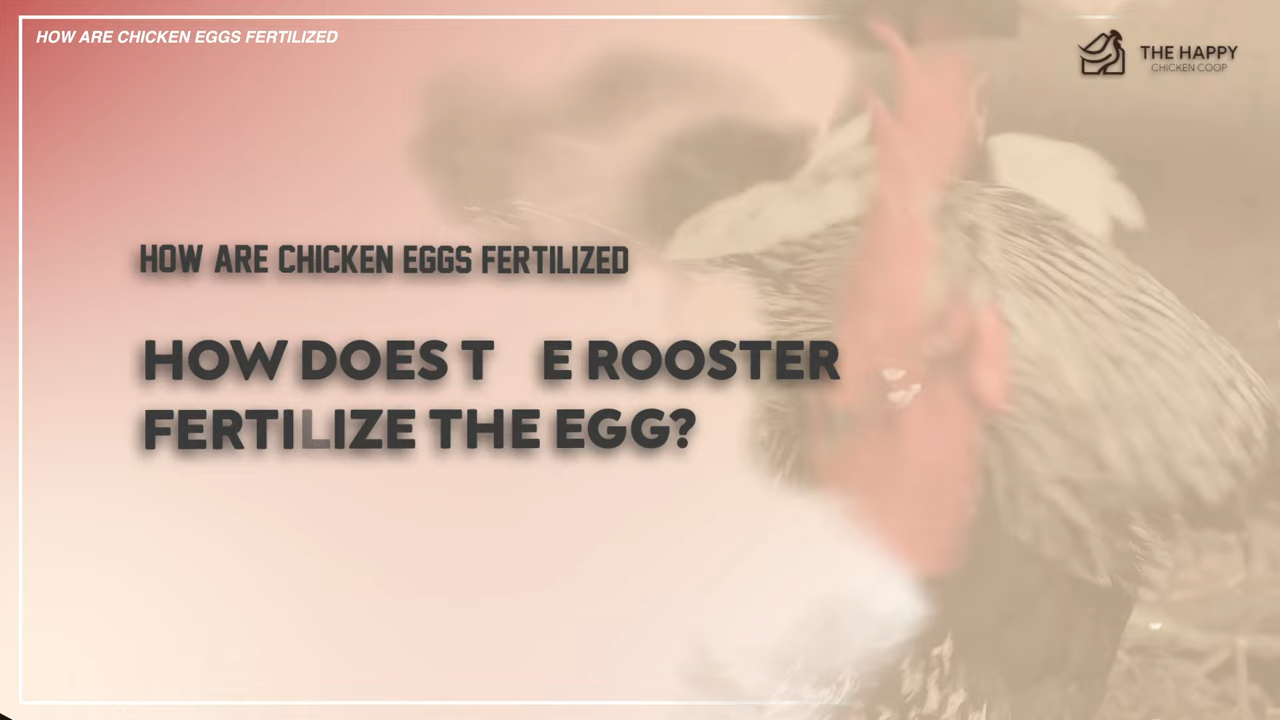 HOW ARE CHICKEN EGGS FERTILIZED
THE HAPPY
CHICKEN COOP
HOW ARE CHICKEN EGGS FERTILIZED
HOW DOES T E ROOSTER
FERTILIZE THE EGG?